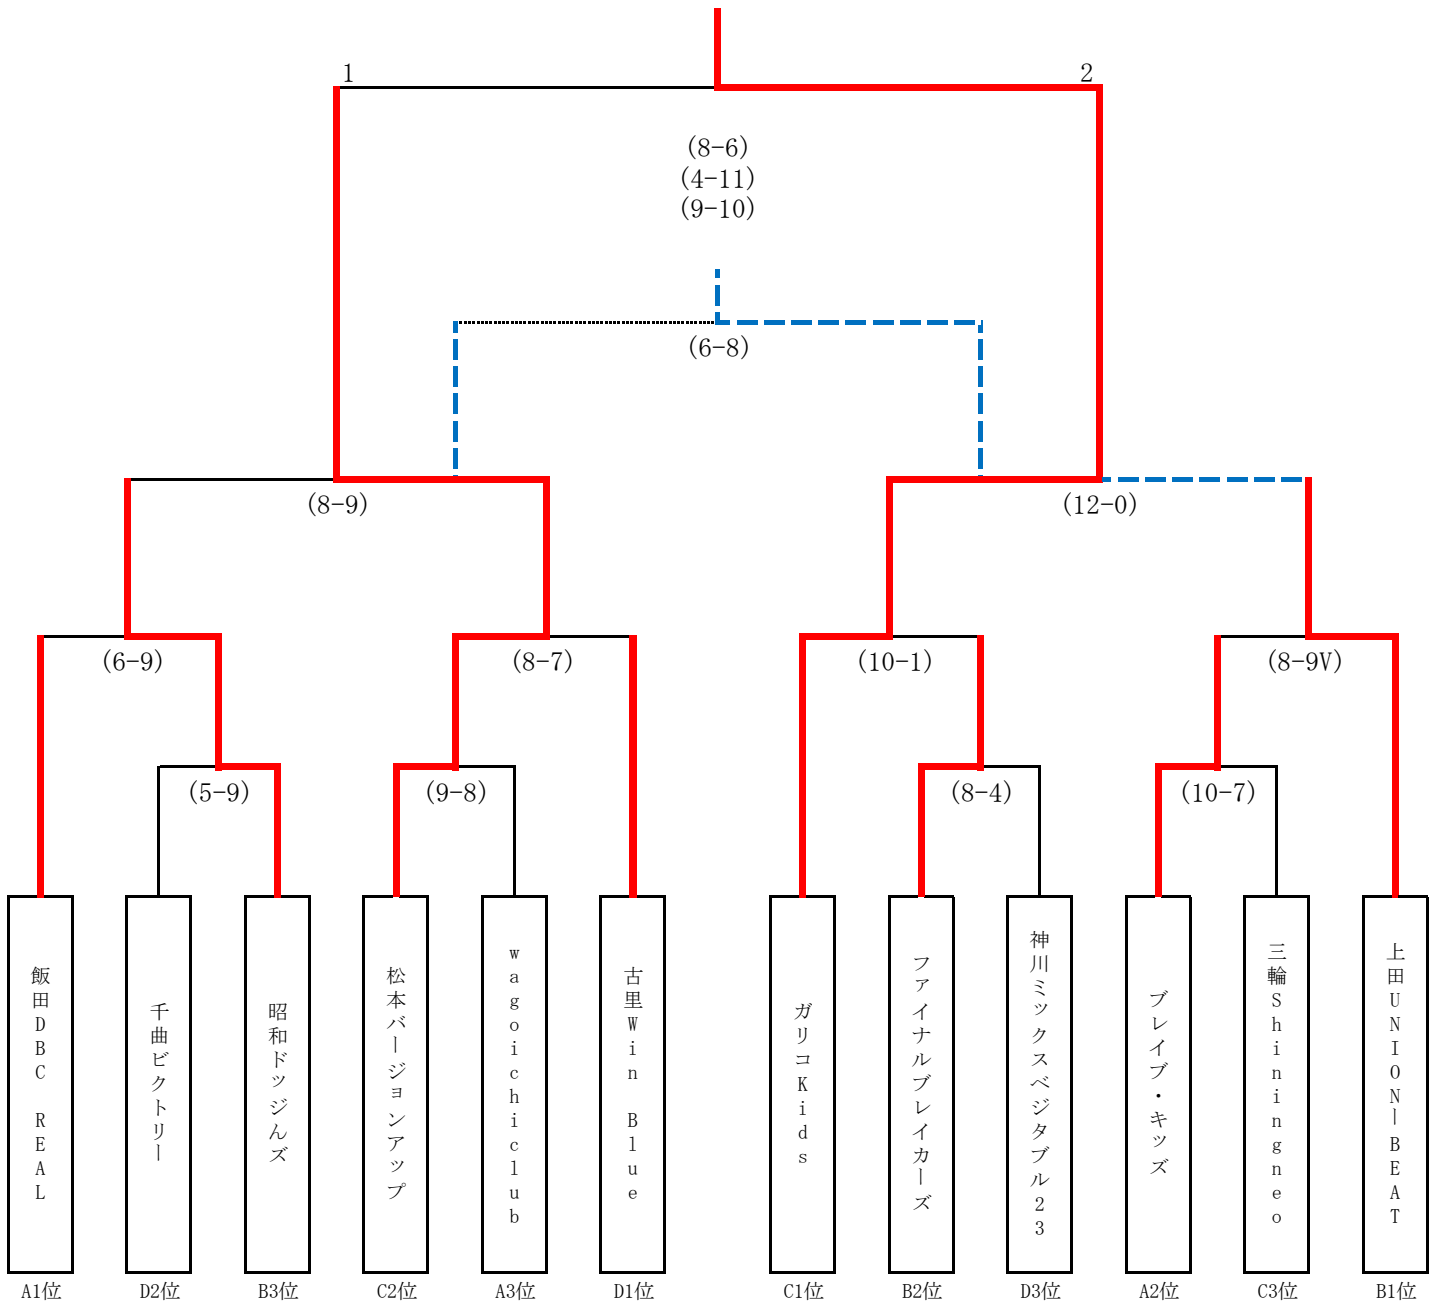 1
2
(8-6)
(4-11)
(9-10)
(6-8)
(8-9)
(12-0)
(6-9)
(8-7)
(10-1)
(8-9V)
(5-9)
(9-8)
(8-4)
(10-7)
飯田DBC REAL
千曲ビクトリー
昭和ドッジんズ
松本バージョンアップ
wagoichiclub
古里Win Blue
ガリコKids
ファイナルブレイカーズ
神川ミックスベジタブル23
ブレイブ・キッズ
三輪Shiningneo
上田UNIONーBEAT
A1位
D2位
B3位
C2位
A3位
D1位
C1位
B2位
D3位
A2位
C3位
B1位